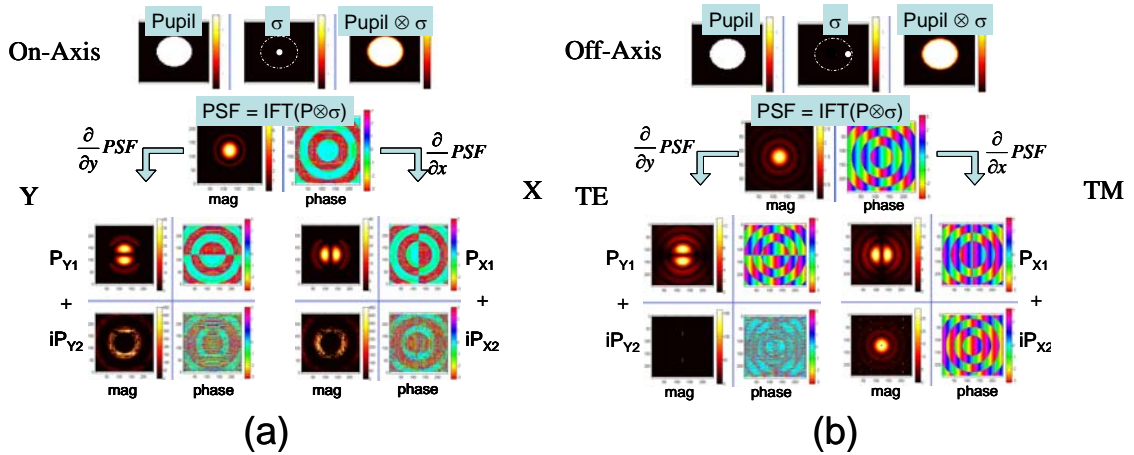 Pupil
σ
Pupil ⊗ σ
On-Axis
PSF = IFT(P⊗σ)
∂/∂y PSF
∂/∂x PSF
mag
phase
Y
X
P_Y1
+
iP_Y2
P_X1
+
iP_X2
mag
phase
mag
phase
(a)
Pupil
σ
Pupil ⊗ σ
Off-Axis
PSF = IFT(P⊗σ)
∂/∂y PSF
∂/∂x PSF
mag
phase
TE
TM
P_Y1
+
iP_Y2
P_X1
+
iP_X2
mag
phase
mag
phase
(b)